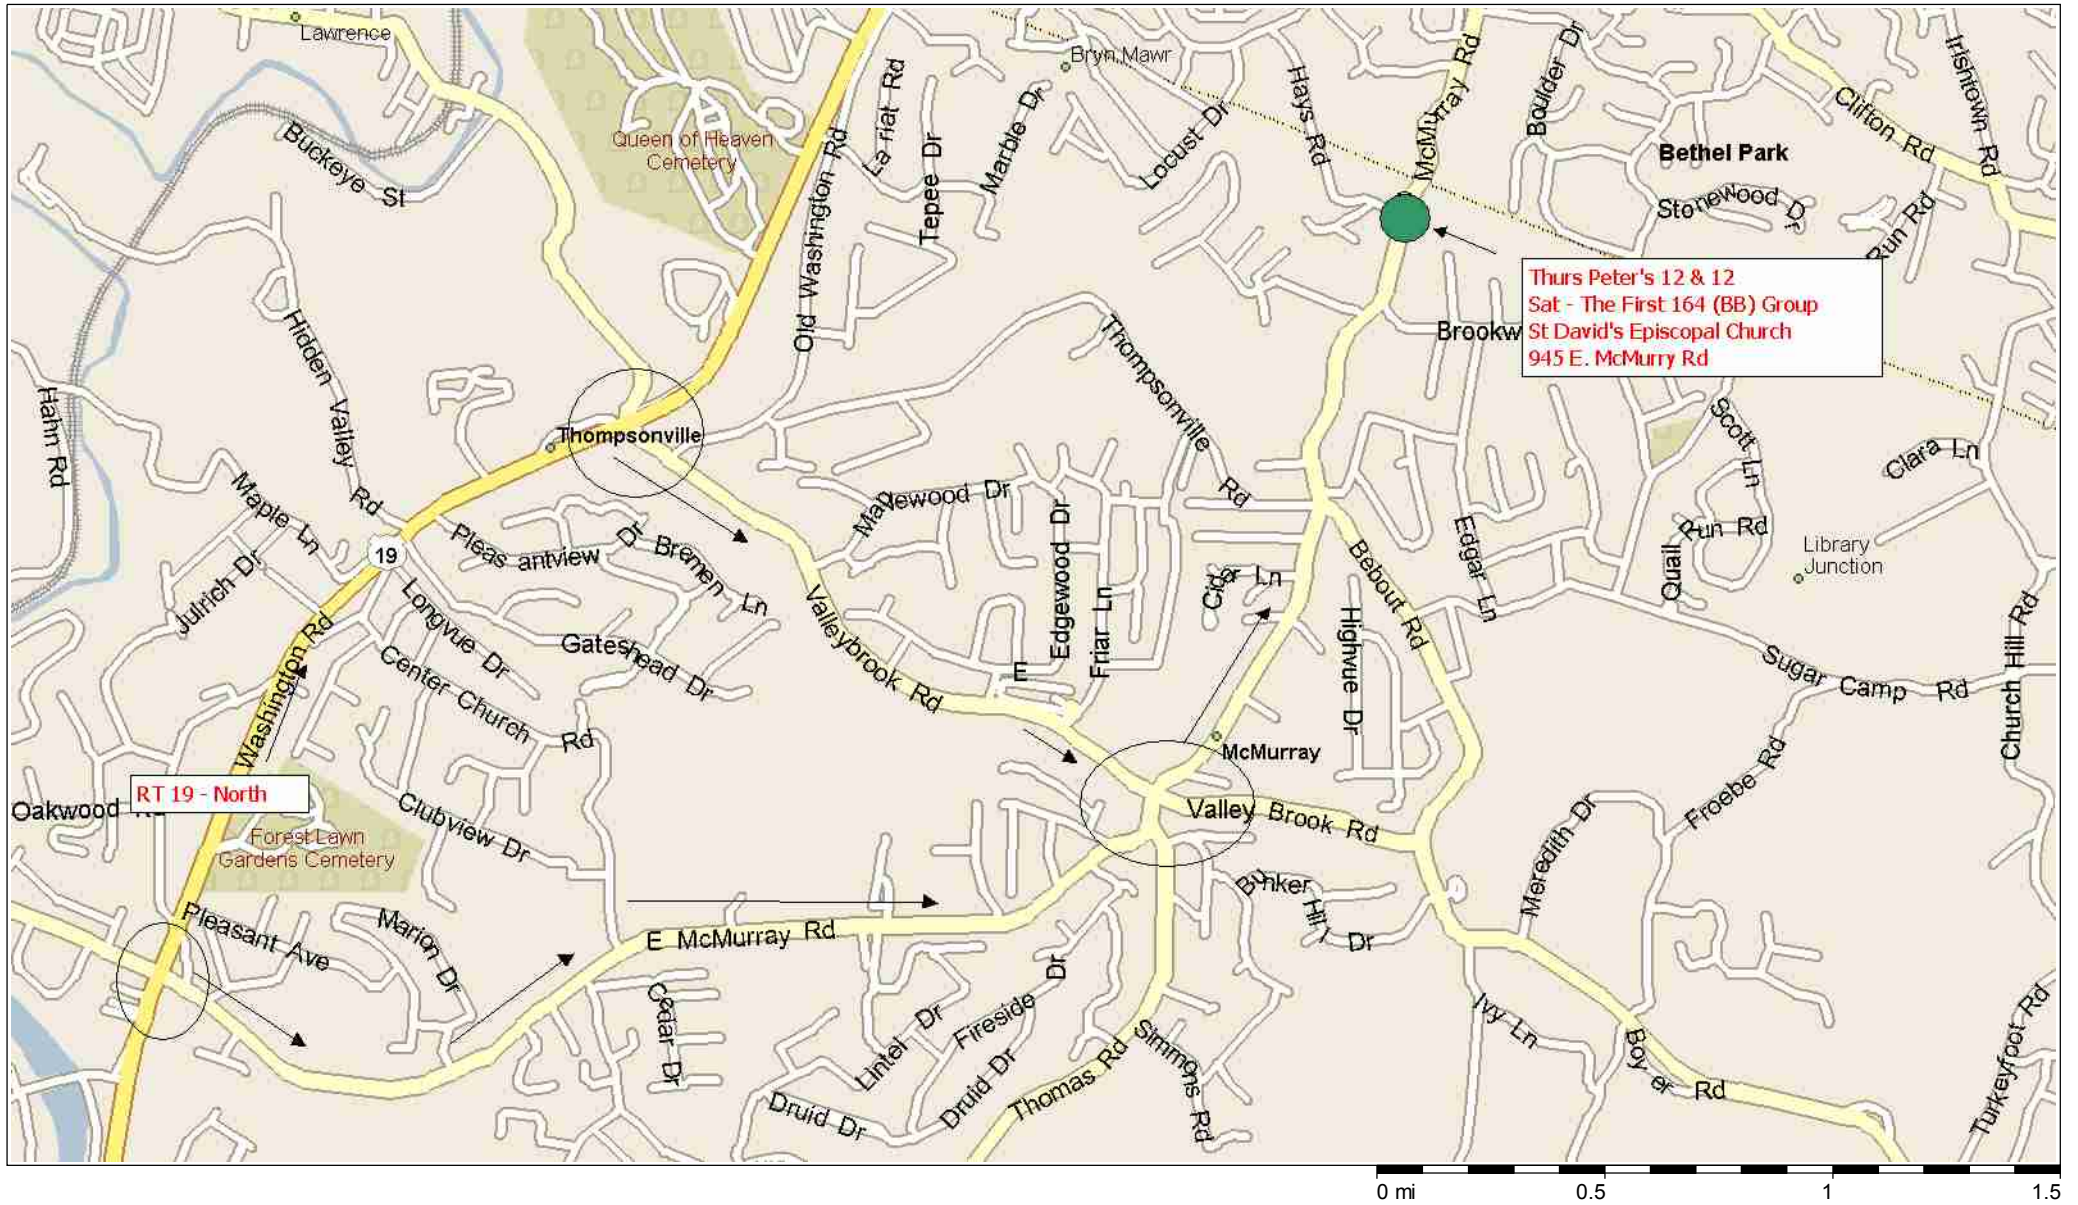 Lawrence
Bryn Mawr
Buckeye St
Queen of Heaven
Cemetery
La riat Rd
Tepee Dr
Marble Dr
Locust Dr
Hays Rd
McMurray Rd
Boulder Dr
Bethel Park
Clifton Rd
Irishtown Rd
Stonewood Dr
Run Rd
Old Washington Rd
Thurs Peter's 12 & 12
Sat - The First 164 (BB) Group
St David's Episcopal Church
945 E. McMurry Rd
Brookw
Hidden Valley Rd
Hahn Rd
Thompsonville
Thompsonville Rd
Scott Ln
Clara Ln
Maplewood Dr
Maple Ln
19
Pleas antview Dr
Bremen Ln
Julrich Dr
Longvue Dr
Gateshead Dr
Center Church Rd
Washington Rd
Valleybrook Rd
Edgewood Dr
Friar Ln
E
Cidar Ln
Bebout Rd
Highvue Dr
Edgar Ln
Quail Run Rd
Library
Junction
Sugar Camp Rd
Church Hill Rd
Froebe Rd
McMurray
Valley Brook Rd
RT 19 - North
Oakwood Rd
Forest Lawn
Gardens Cemetery
Clubview Dr
Pleasant Ave
Marion Dr
E McMurray Rd
Bunker Hill Dr
Meredith Dr
Cedar Dr
Lintel Dr
Fireside Dr
Druid Dr
Druid Dr
Thomas Rd
Simmons Rd
Ivy Ln
Boy er Rd
Turkeyfoot Rd
0 mi
0.5
1
1.5